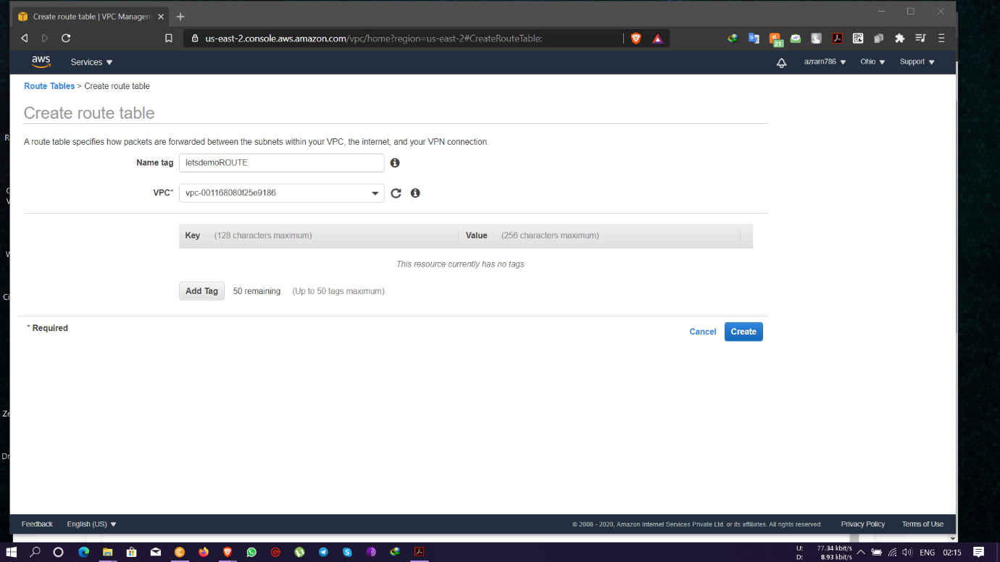 Create route table | VPC Managem
us-east-2.console.aws.amazon.com/vpc/home?region=us-east-2#CreateRouteTable:
21
aws
Services
azram786
Ohio
Support
Route Tables > Create route table
Create route table
A route table specifies how packets are forwarded between the subnets within your VPC, the internet, and your VPN connection.
Name tag
letsdemoROUTE
VPC*
vpc-001168080f25e9186
Key (128 characters maximum)
Value (256 characters maximum)
This resource currently has no tags
Add Tag
50 remaining
(Up to 50 tags maximum)
* Required
Cancel
Create
Feedback
English (US)
© 2008 - 2020, Amazon Internet Services Private Ltd. or its affiliates. All rights reserved.
Privacy Policy
Terms of Use
U: 77.34 kbit/s
D: 8.93 kbit/s
ENG
02:15